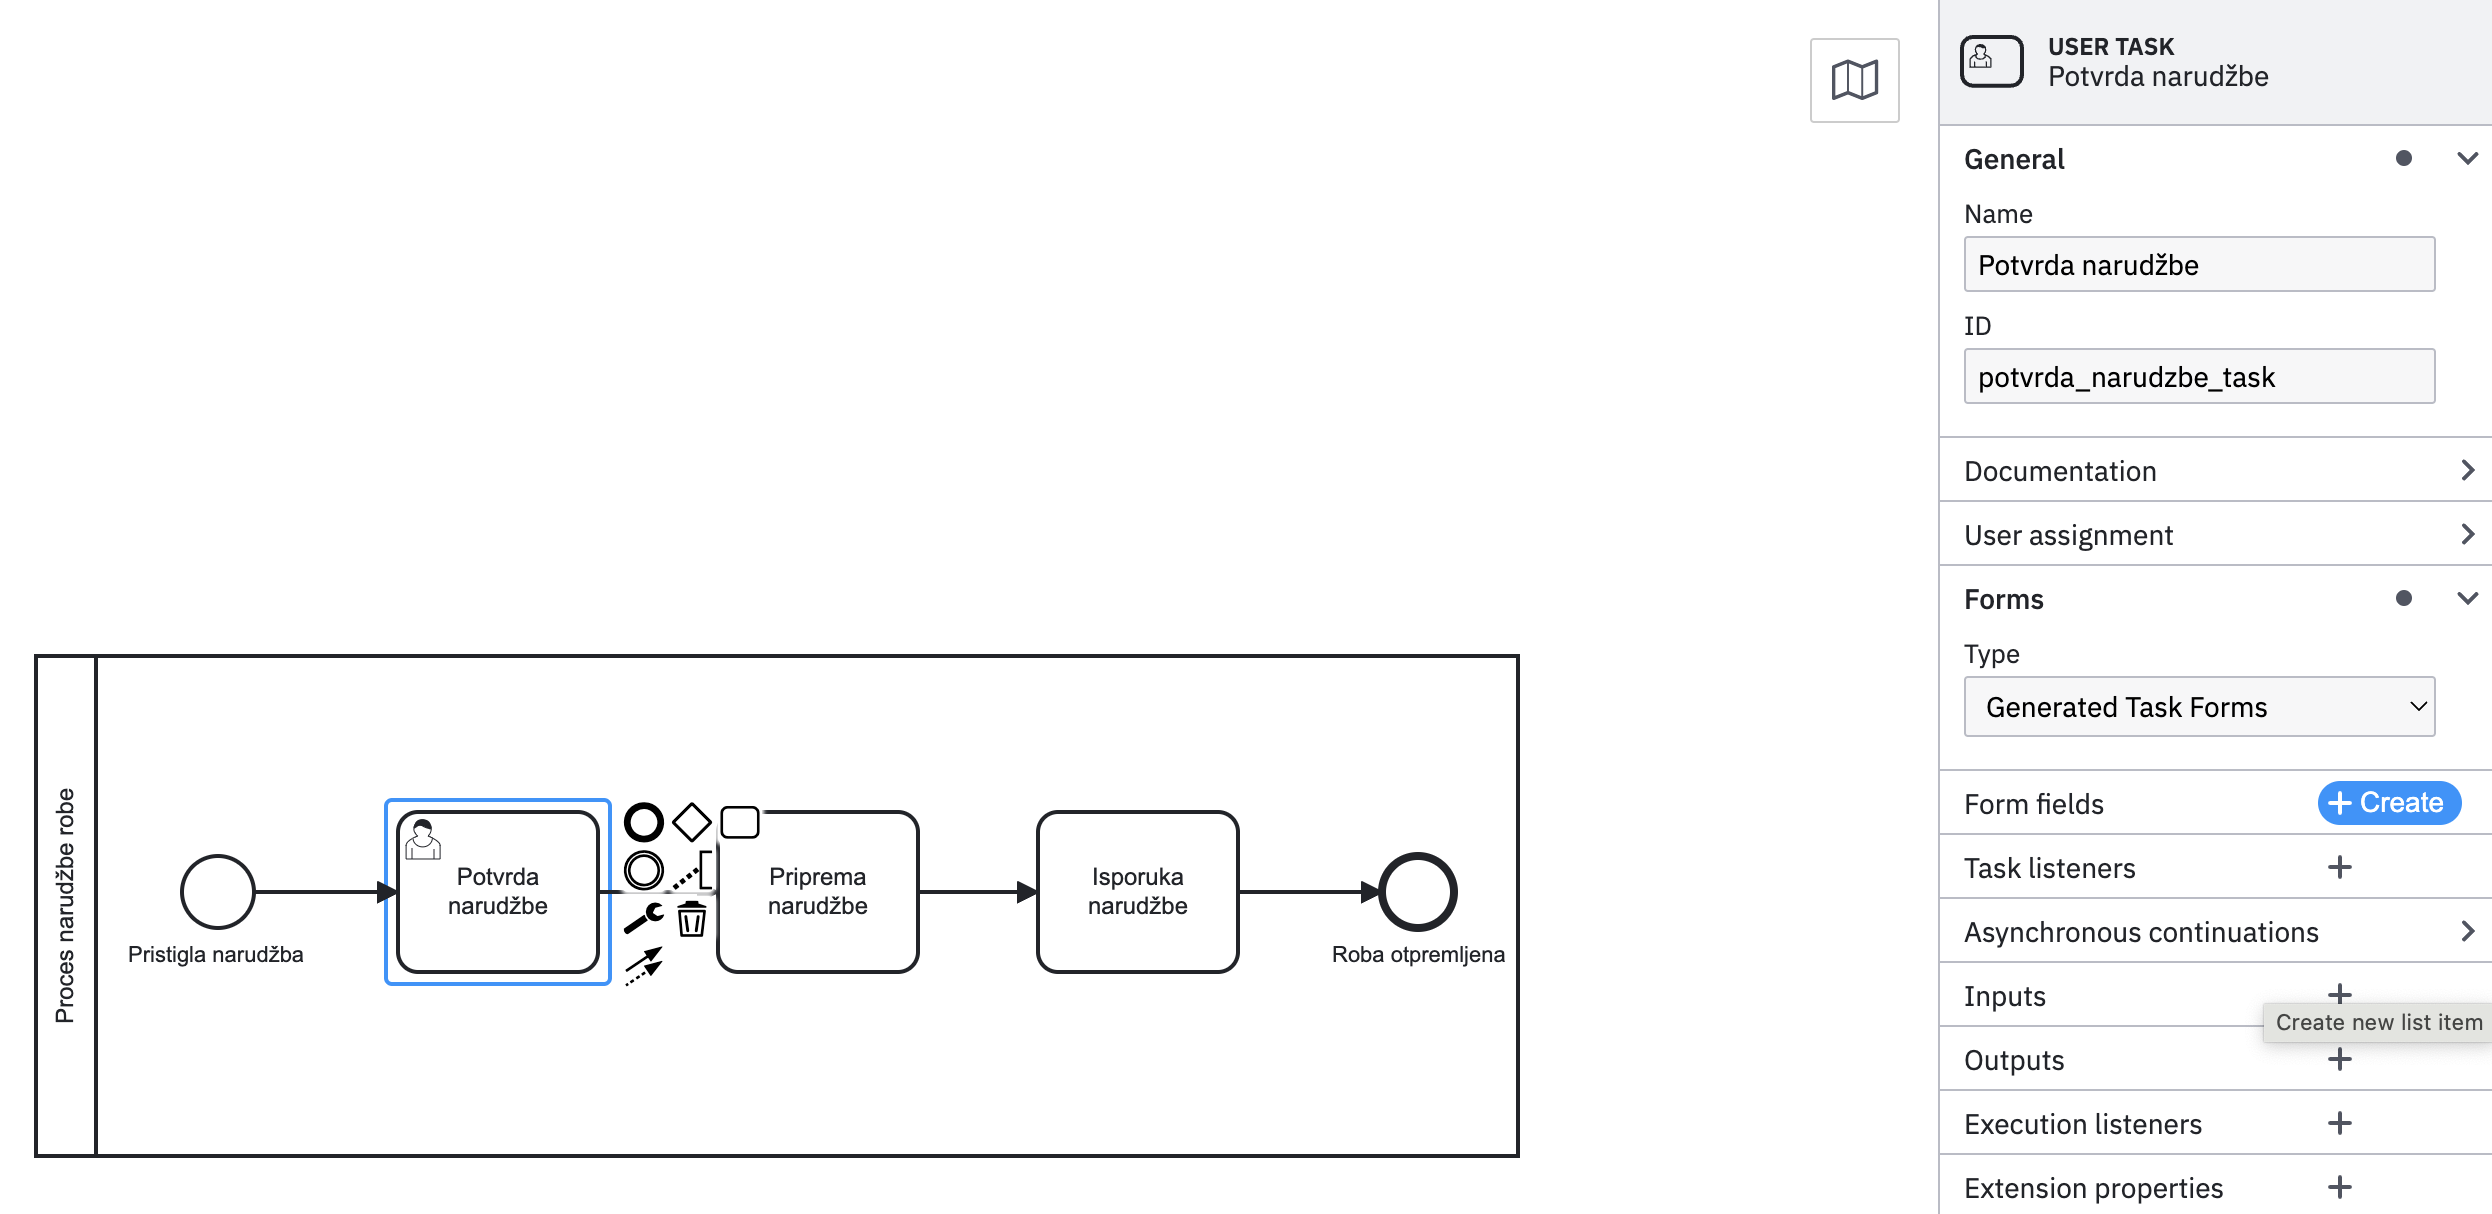 USER TASK
Potvrda narudžbe
General
Name
Potvrda narudžbe
ID
potvrda_narudzbe_task
Documentation
User assignment
Forms
Type
Generated Task Forms
Form fields
Create
Task listeners
Asynchronous continuations
Inputs
Create new list item
Outputs
Execution listeners
Extension properties
Proces narudžbe robe
Pristigla narudžba
Potvrda
narudžbe
Priprema
narudžbe
Isporuka
narudžbe
Roba otpremljena